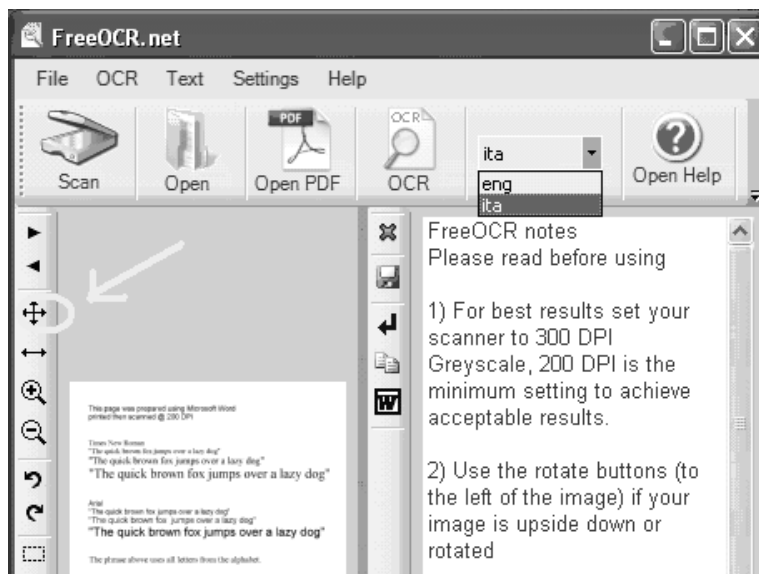 FreeOCR.net
File OCR Text Settings Help
PDF
OCR
ita
Scan Open Open PDF OCR Open Help
eng
ita
FreeOCR notes
Please read before using
1) For best results set your
scanner to 300 DPI
Greyscale, 200 DPI is the
minimum setting to achieve
acceptable results.
2) Use the rotate buttons (to
the left of the image) if your
image is upside down or
rotated
W
This page was prepared using Microsoft Word
printed then scanned @ 200 DPI
Times New Roman
"The quick brown fox jumps over a lazy dog"
"The quick brown fox jumps over a lazy dog"
"The quick brown fox jumps over a lazy dog"
Arial
"The quick brown fox jumps over a lazy dog"
"The quick brown fox jumps over a lazy dog"
"The quick brown fox jumps over a lazy dog"
The phrase above uses all letters from the alphabet.